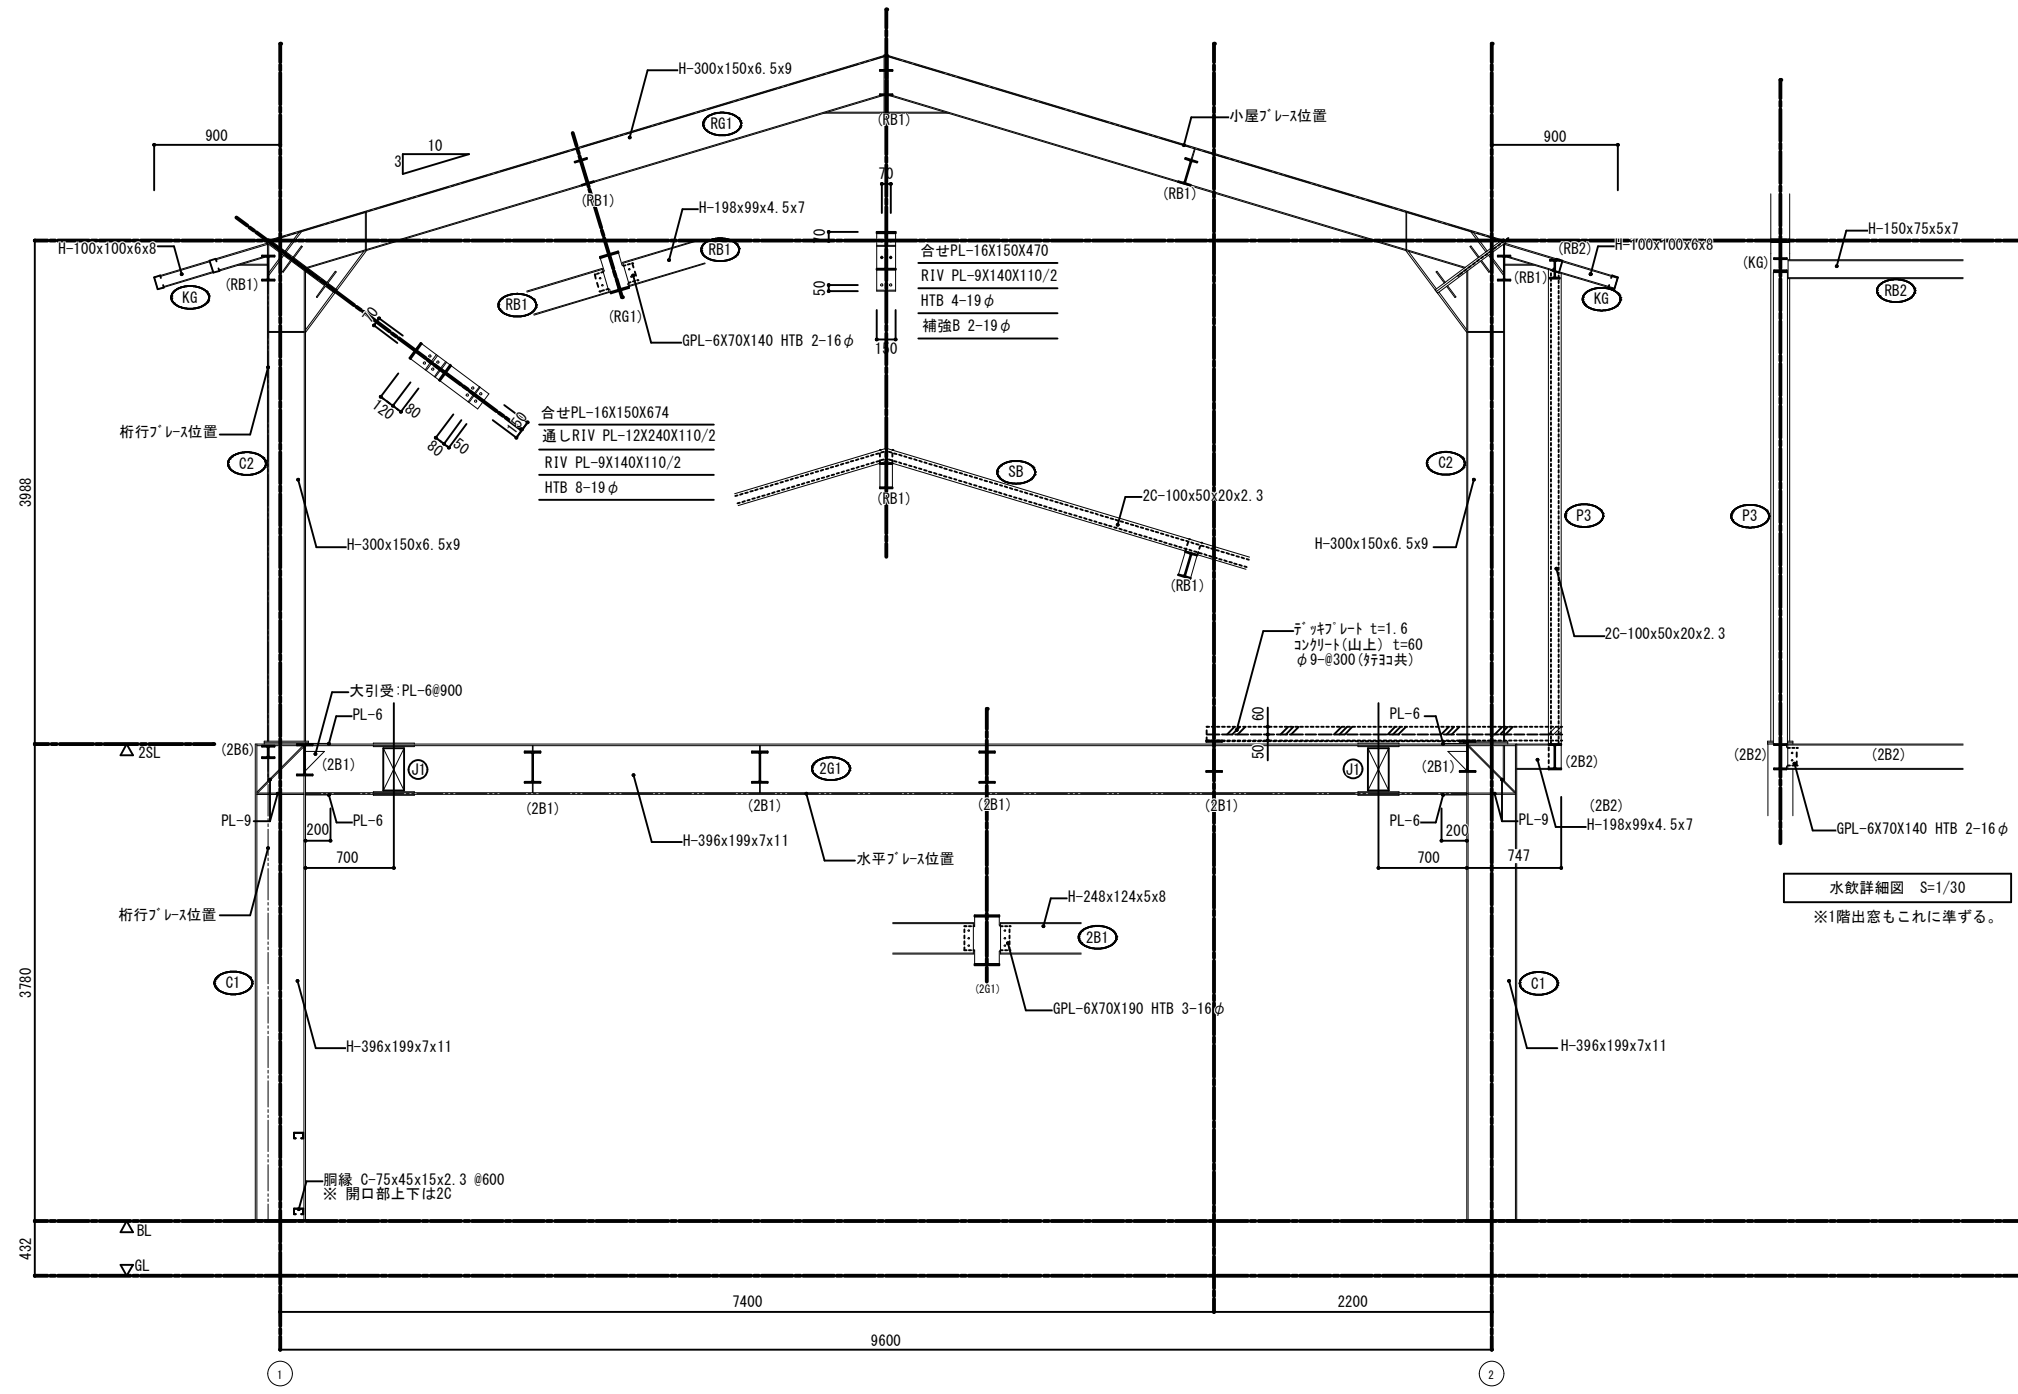 H-300x150x6.5x9
RG1
(RB1)
小屋ﾌﾞﾚｰｽ位置
900
10
3
900
70
(RB1)
(RB1)
H-198x99x4.5x7
RB1
H-100x100x6x8
KG
(RB1)
RB1
(RG1)
GPL-6X70X140 HTB 2-16φ
70
50
150
合せPL-16X150X470
RIV PL-9X140X110/2
HTB 4-19φ
補強B 2-19φ
(RB2)
H-100x100x6x8
(RB1)
KG
H-150x75x5x7
(KG)
RB2
70
120
80
80
50
150
合せPL-16X150X674
通しRIV PL-12X240X110/2
RIV PL-9X140X110/2
HTB 8-19φ
桁行ﾌﾞﾚｰｽ位置
C2
C2
SB
(RB1)
2C-100x50x20x2.3
(RB1)
3988
H-300x150x6.5x9
H-300x150x6.5x9
P3
P3
ﾃﾞｯｷﾌﾟﾚｰﾄ t=1.6
ｺﾝｸﾘｰﾄ(山上) t=60
φ9-@300(ﾀﾃﾖｺ共)
2C-100x50x20x2.3
大引受:PL-6@900
PL-6
60
50
PL-6
2SL
(2B6)
(2B1)
J1
2G1
J1
(2B1)
(2B2)
(2B2)
(2B2)
(2B1)
(2B1)
(2B1)
(2B1)
(2B2)
H-198x99x4.5x7
PL-9
PL-6
200
700
H-396x199x7x11
水平ﾌﾞﾚｰｽ位置
PL-6
200
PL-9
700
747
GPL-6X70X140 HTB 2-16φ
水飲詳細図 S=1/30
※1階出窓もこれに準ずる。
桁行ﾌﾞﾚｰｽ位置
H-248x124x5x8
2B1
(2G1)
GPL-6X70X190 HTB 3-16φ
3780
C1
C1
H-396x199x7x11
H-396x199x7x11
胴縁 C-75x45x15x2.3 @600
※ 開口部上下は2C
BL
432
GL
7400
2200
9600
1
2